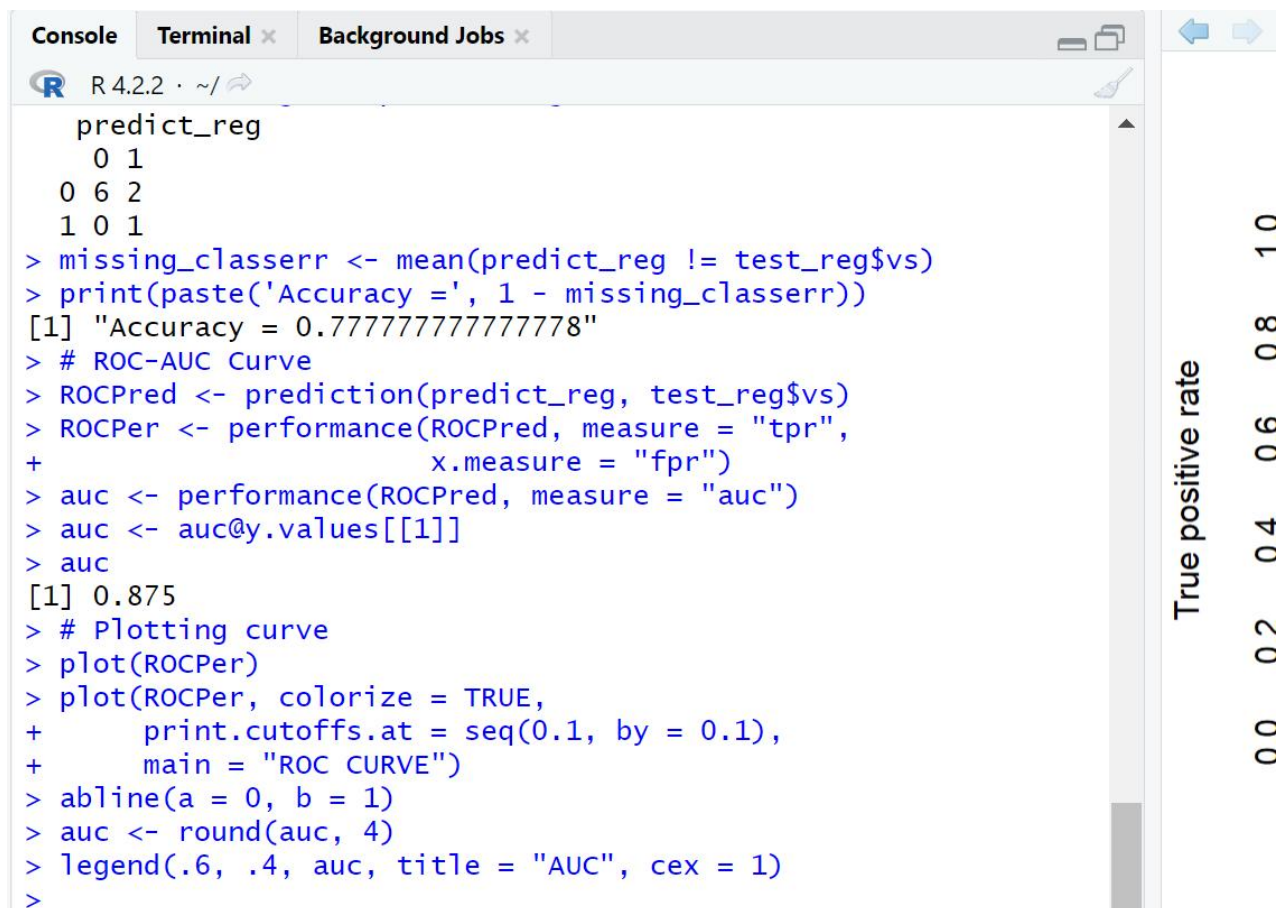 Console Terminal Background Jobs
R R 4.2.2 · ~/
predict_reg
0 1
0 6 2
1 0 1
> missing_classerr <- mean(predict_reg != test_reg$vs)
> print(paste('Accuracy =', 1 - missing_classerr))
[1] "Accuracy = 0.777777777777778"
> # ROC-AUC Curve
> ROCPred <- prediction(predict_reg, test_reg$vs)
> ROCPer <- performance(ROCPred, measure = "tpr",
+                       x.measure = "fpr")
> auc <- performance(ROCPred, measure = "auc")
> auc <- auc@y.values[[1]]
> auc
[1] 0.875
> # Plotting curve
> plot(ROCPer)
> plot(ROCPer, colorize = TRUE,
+      print.cutoffs.at = seq(0.1, by = 0.1),
+      main = "ROC CURVE")
> abline(a = 0, b = 1)
> auc <- round(auc, 4)
> legend(.6, .4, auc, title = "AUC", cex = 1)
>
True positive rate
0 0 0 2 0 4 0 6 0 8 1 0